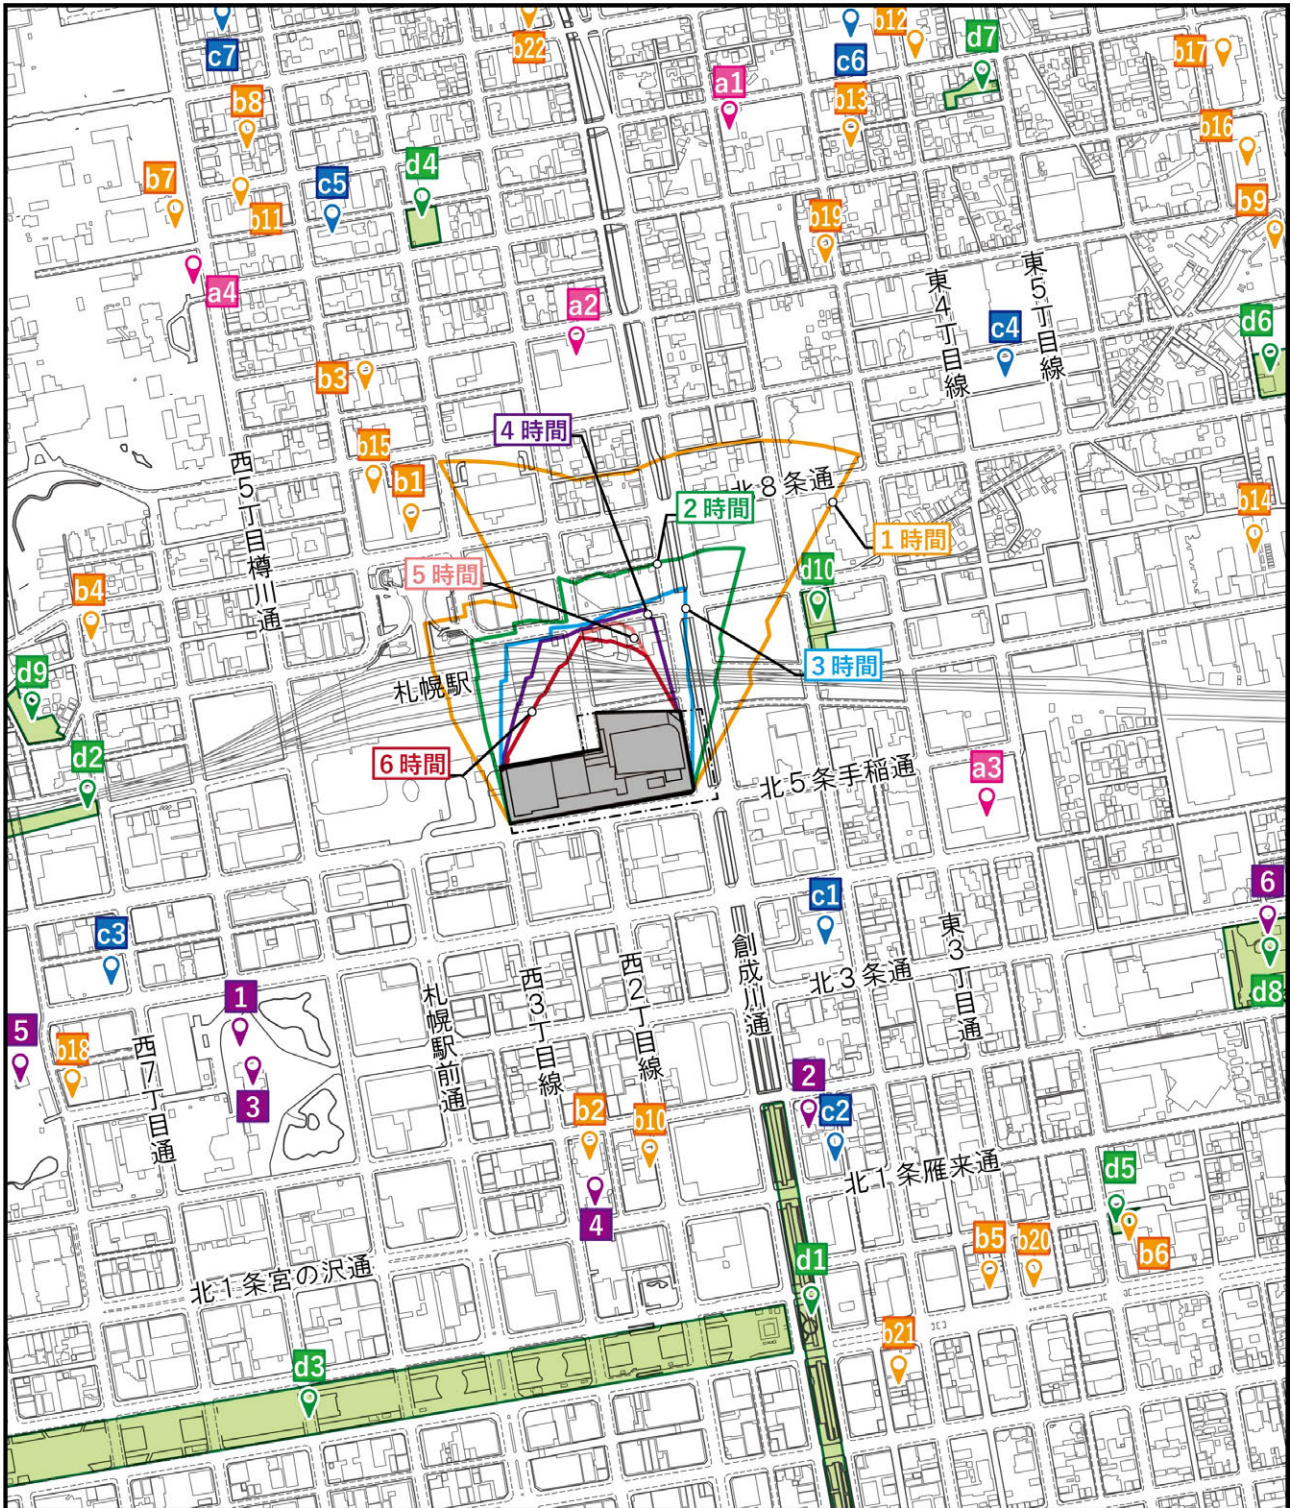 c7
b22
b12
c6
d7
b17
a1
b8
b13
b16
d4
b7
c5
b11
b19
b9
a4
a2
東4丁目線
東5丁目線
c4
d6
b3
4時間
b15
b1
北8条通
2時間
1時間
b14
西5丁目樽川通
5時間
d10
b4
3時間
札幌駅
d9
6時間
d2
北5条手稲通
a3
c1
6
c3
創成川通
東3丁目通
西3丁目線
西2丁目線
北3条通
d8
1
札幌駅前通
5
b18
西7丁目通
3
2
c2
b2
b10
北1条雁来通
d5
4
b5
b20
b6
北1条宮の沢通
d1
b21
d3